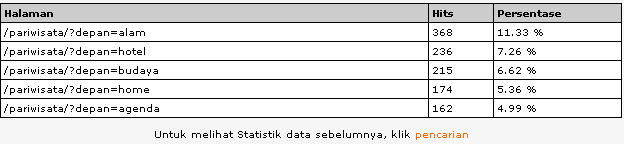 Halaman Hits Persentase
/pariwisata/?depan=alam 368 11.33 %
/pariwisata/?depan=hotel 236 7.26 %
/pariwisata/?depan=budaya 215 6.62 %
/pariwisata/?depan=home 174 5.36 %
/pariwisata/?depan=agenda 162 4.99 %
Untuk melihat Statistik data sebelumnya, klik pencarian